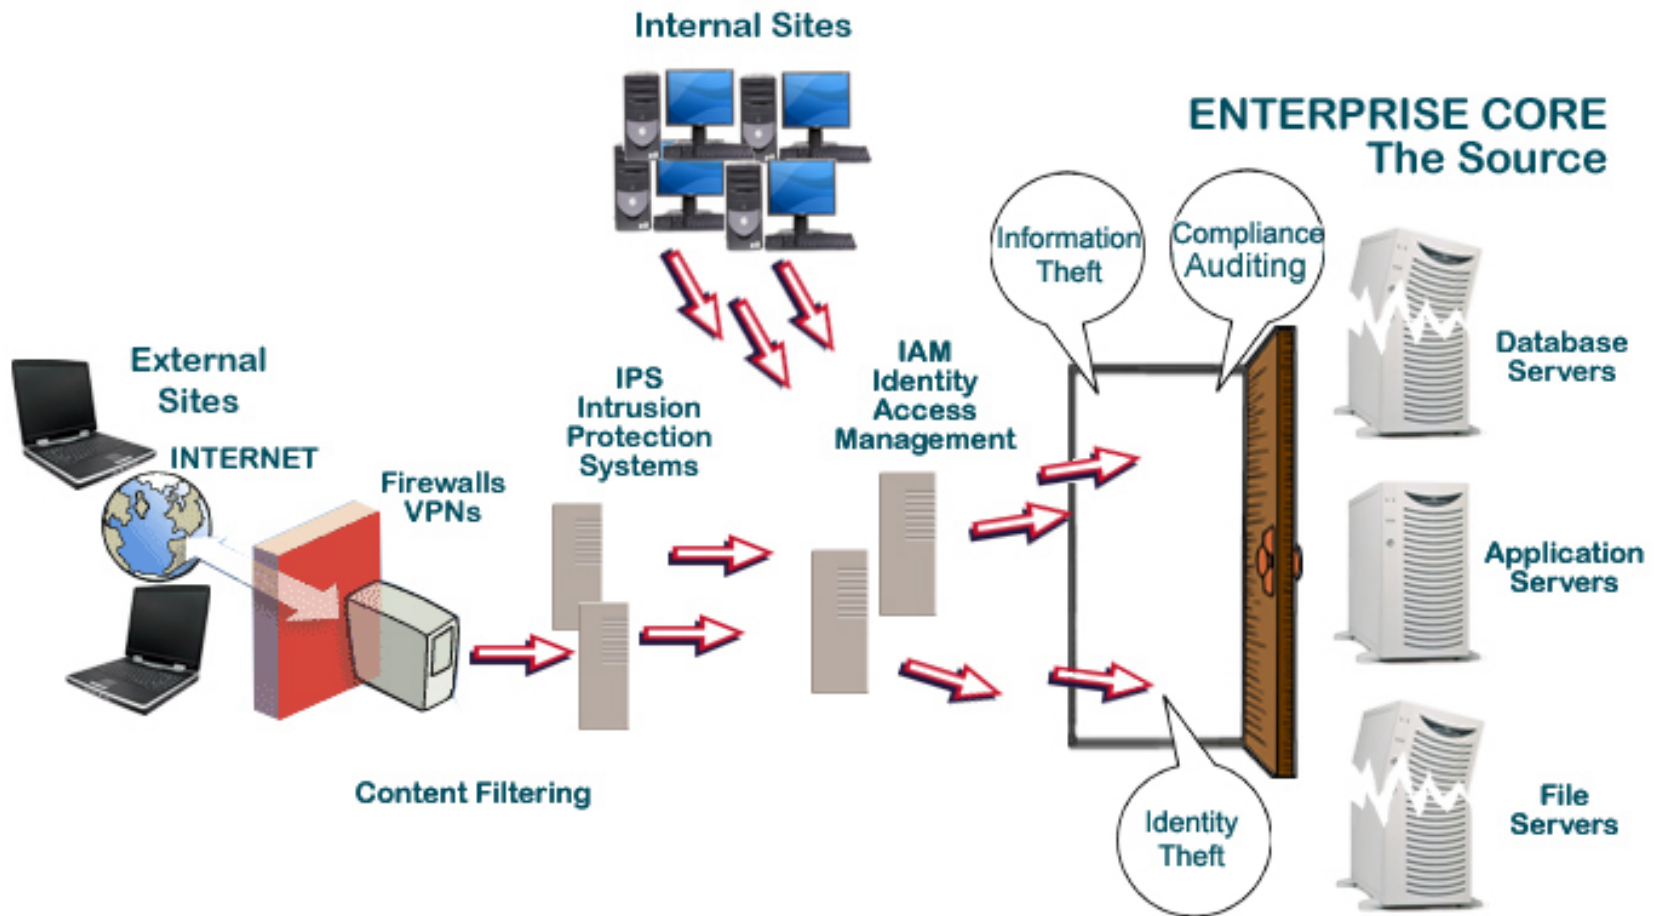 Internal Sites
ENTERPRISE CORE
The Source
Information
Theft
Compliance
Auditing
External
Sites
INTERNET
Firewalls
VPNs
IPS
Intrusion
Protection
Systems
IAM
Identity
Access
Management
Database
Servers
Application
Servers
Content Filtering
Identity
Theft
File
Servers